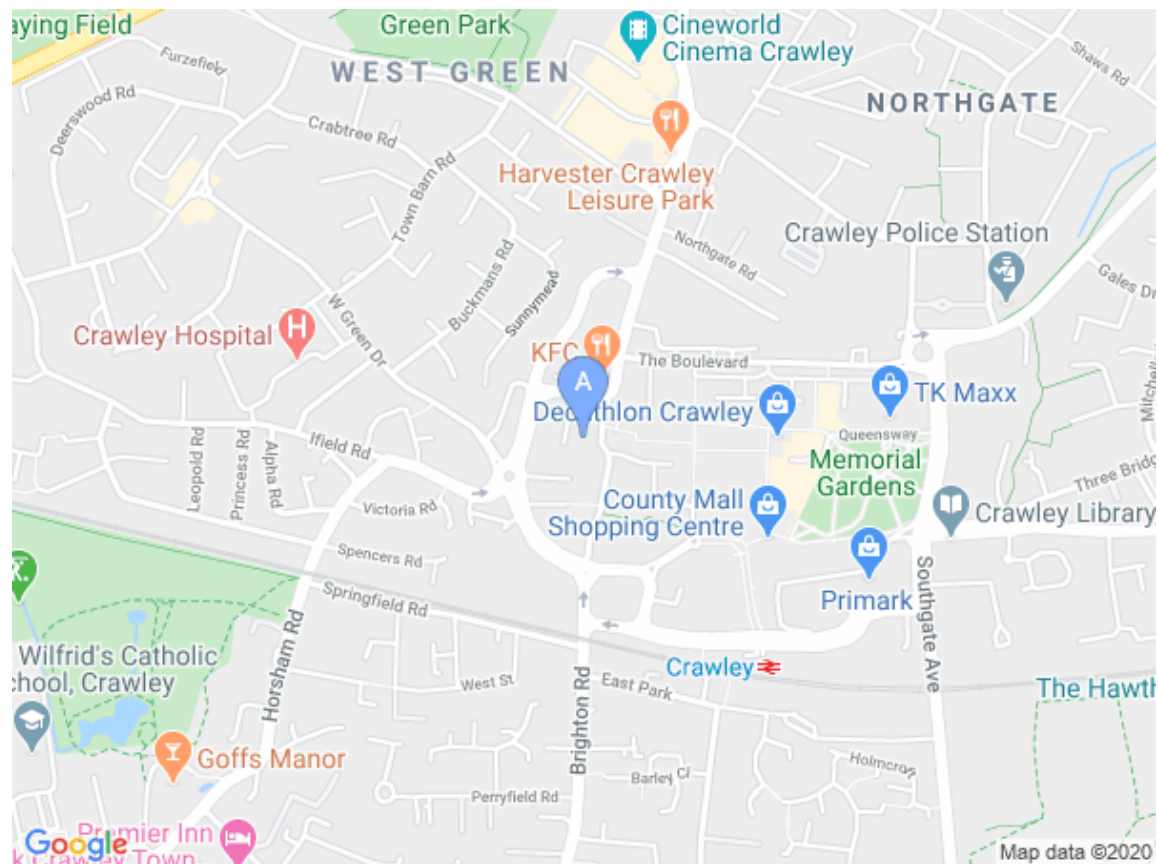 aying Field
Green Park
Cineworld
Cinema Crawley
Furzefield
WEST GREEN
Shaws Rd
Deerswood Rd
NORTHGATE
Crabtree Rd
Harvester Crawley
Leisure Park
Town Barn Rd
Northgate Rd
Crawley Police Station
Gales Dr
Buckmans Rd
Sunnymead
W Green Dr
Crawley Hospital
H
KFC
The Boulevard
A
TK Maxx
Mitchell
Decathlon Crawley
Queensway
Memorial
Gardens
Leopold Rd
Princess Rd
Alpha Rd
Ifield Rd
Three Bridg
County Mall
Shopping Centre
Victoria Rd
Crawley Library
Spencers Rd
Springfield Rd
Primark
Southgate Ave
Wilfrid's Catholic
chool, Crawley
Horsham Rd
West St
Crawley
East Park
Brighton Rd
The Hawth
Goffs Manor
Holmcroft
Barley Cl
Perryfield Rd
Premier Inn
k Crawley Town
Google
Map data ©2020